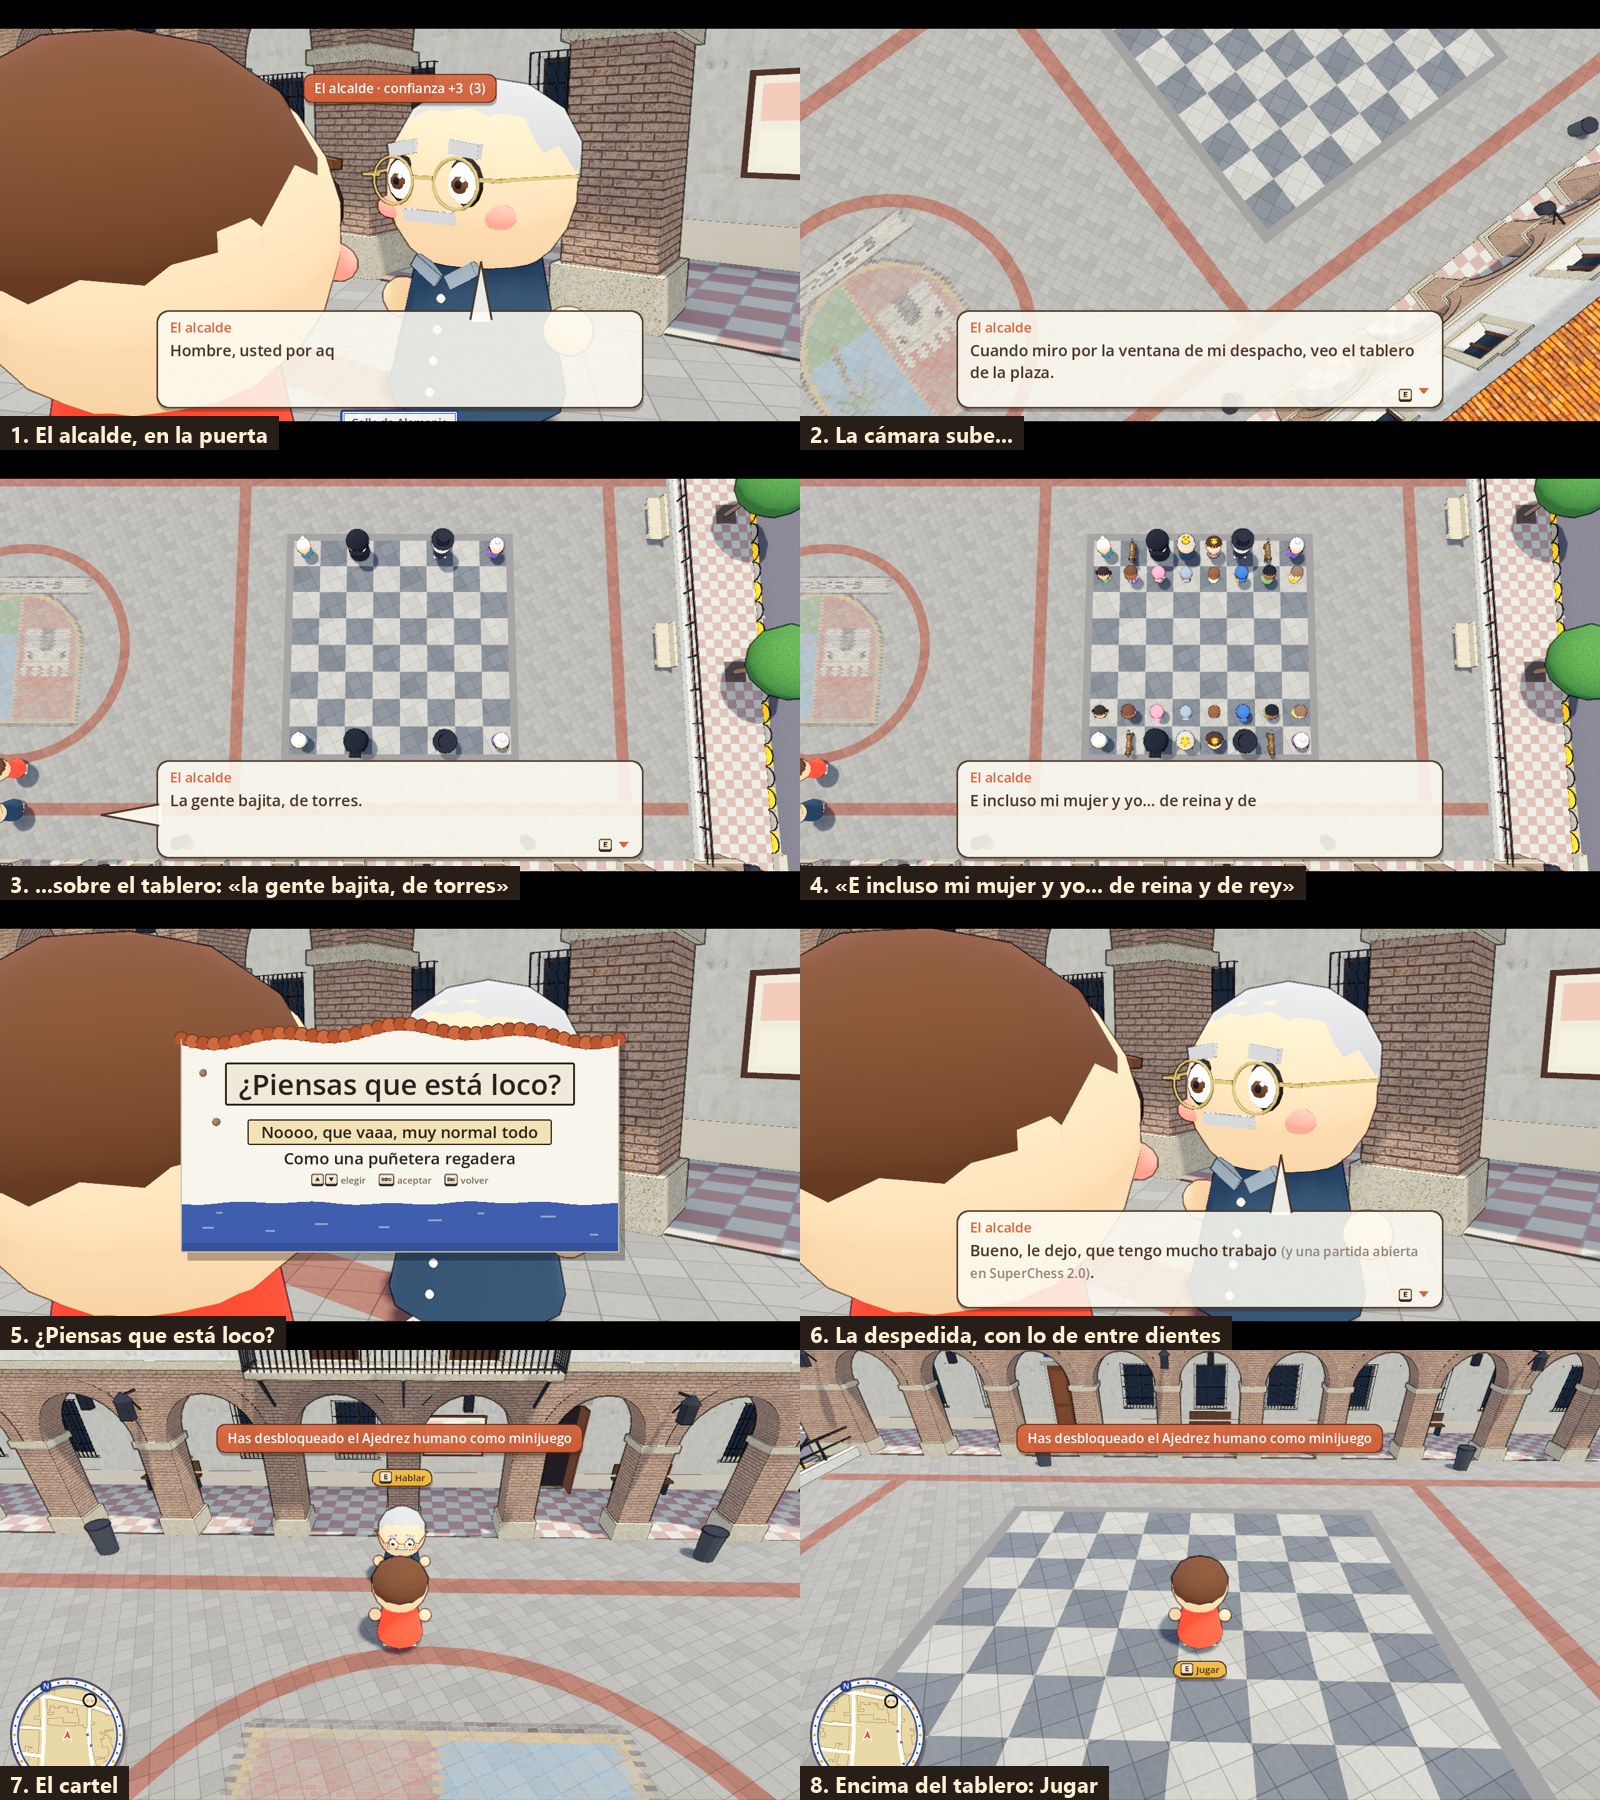 El alcalde · confianza +3 (3)
El alcalde
Hombre, usted por aq
1. El alcalde, en la puerta
El alcalde
Cuando miro por la ventana de mi despacho, veo el tablero
de la plaza.
E
2. La cámara sube...
El alcalde
La gente bajita, de torres.
E
3. ...sobre el tablero: «la gente bajita, de torres»
El alcalde
E incluso mi mujer y yo... de reina y de
4. «E incluso mi mujer y yo... de reina y de rey»
¿Piensas que está loco?
Noooo, que vaaa, muy normal todo
Como una puñetera regadera
elegir Intro aceptar Esc volver
5. ¿Piensas que está loco?
El alcalde
Bueno, le dejo, que tengo mucho trabajo (y una partida abierta
en SuperChess 2.0).
E
6. La despedida, con lo de entre dientes
Has desbloqueado el Ajedrez humano como minijuego
E Hablar
N
7. El cartel
Has desbloqueado el Ajedrez humano como minijuego
E Jugar
N
8. Encima del tablero: Jugar